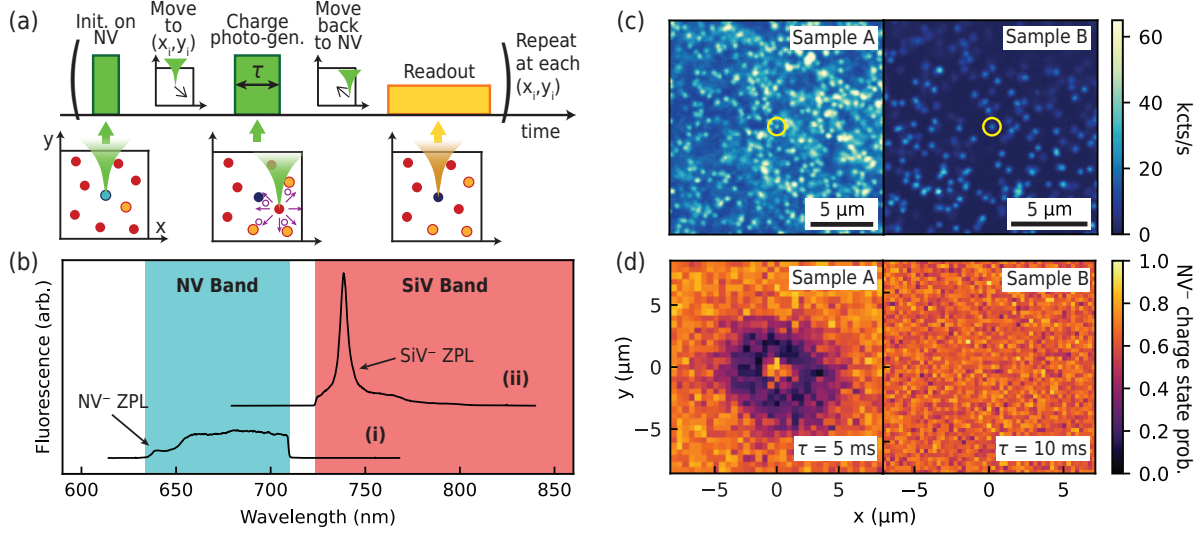 (a)
Init. on
NV
Move
to
(xᵢ,yᵢ)
Charge
photo-gen.
Move
back
to NV
τ
Readout
Repeat
at each
(xᵢ,yᵢ)
time
y
x
(b)
NV Band
SiV Band
SiV⁻ ZPL
NV⁻ ZPL
(ii)
(i)
Fluorescence (arb.)
600 650 700 750 800 850
Wavelength (nm)
(c)
Sample A
Sample B
5 μm
5 μm
60
40
20
0
kcts/s
(d)
Sample A
Sample B
τ = 5 ms
τ = 10 ms
5
0
−5
y (μm)
−5 0 5 −5 0 5
x (μm)
1.0
0.8
0.6
0.4
0.2
0.0
NV⁻ charge state prob.